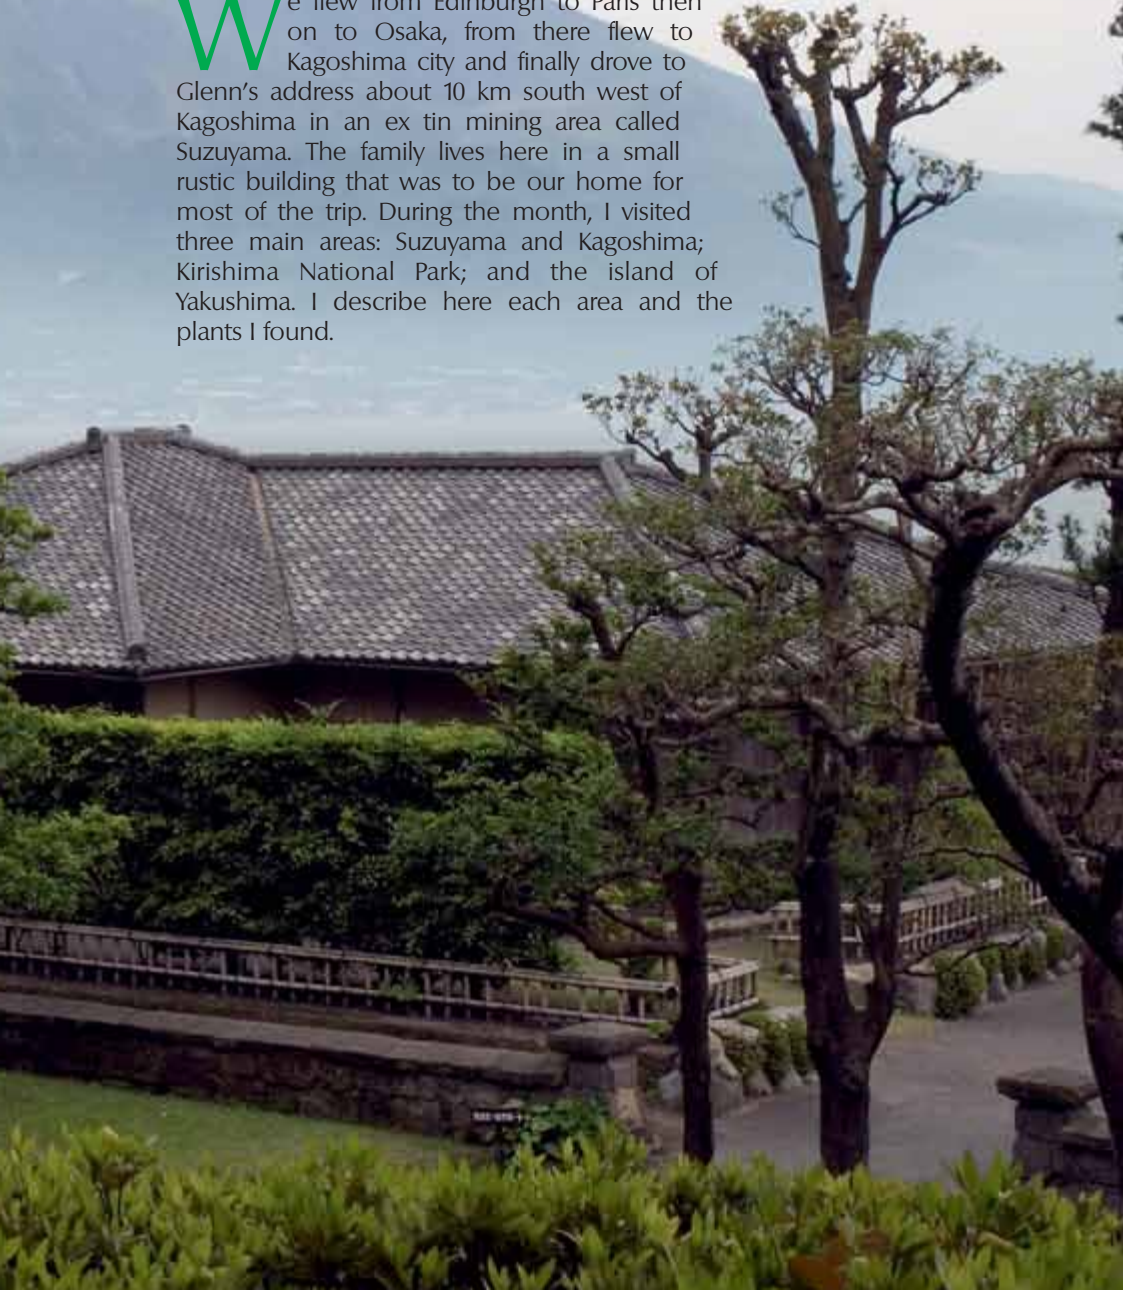 We flew from Edinburgh to Paris then
on to Osaka, from there flew to
Kagoshima city and finally drove to
Glenn's address about 10 km south west of
Kagoshima in an ex tin mining area called
Suzuyama. The family lives here in a small
rustic building that was to be our home for
most of the trip. During the month, I visited
three main areas: Suzuyama and Kagoshima;
Kirishima National Park; and the island of
Yakushima. I describe here each area and the
plants I found.